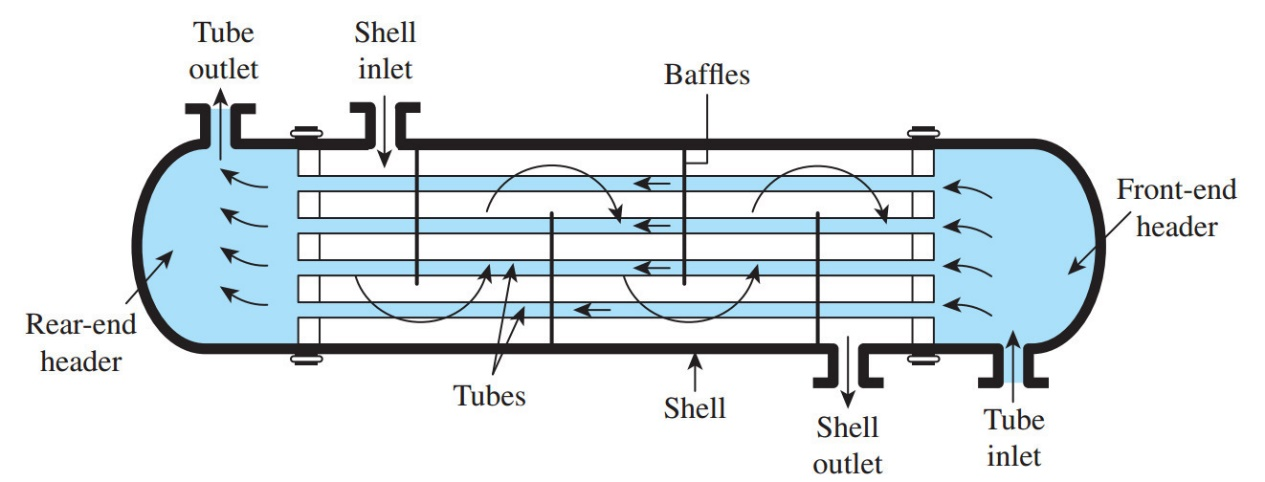 Tube
outlet
Shell
inlet
Baffles
Front-end
header
Rear-end
header
Tubes
Shell
Shell
outlet
Tube
inlet